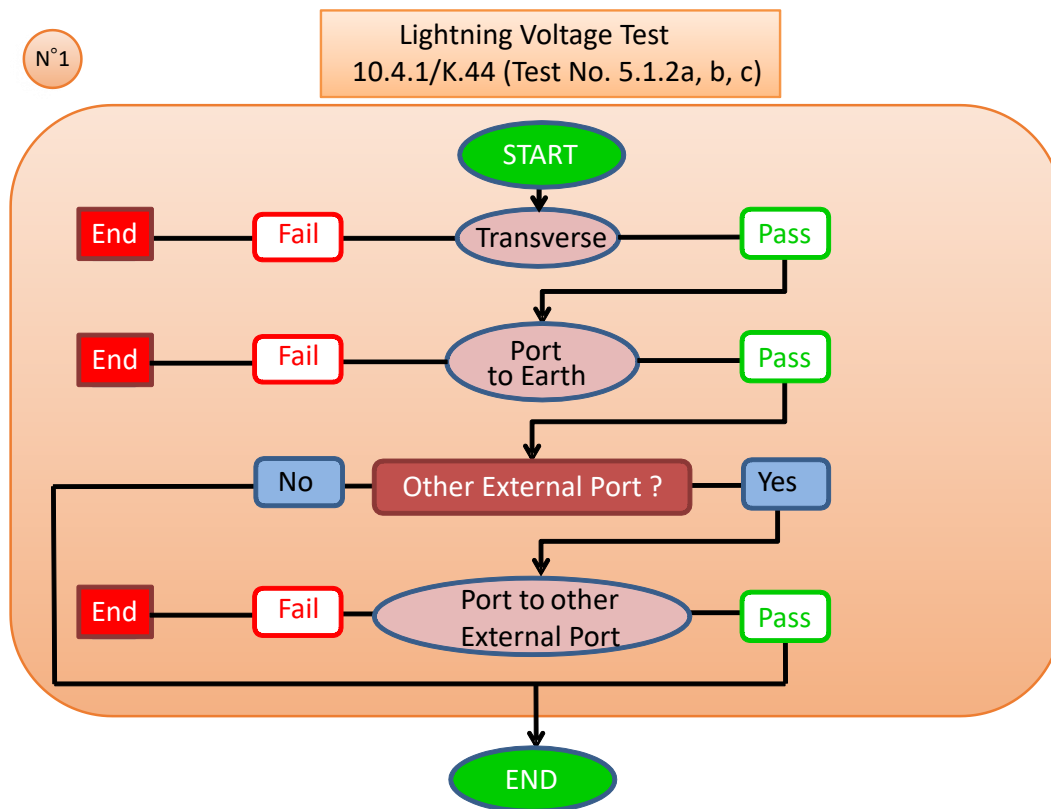 N°1
Lightning Voltage Test
10.4.1/K.44 (Test No. 5.1.2a, b, c)
START
End
Fail
Transverse
Pass
End
Fail
Port
to Earth
Pass
No
Other External Port ?
Yes
End
Fail
Port to other
External Port
Pass
END